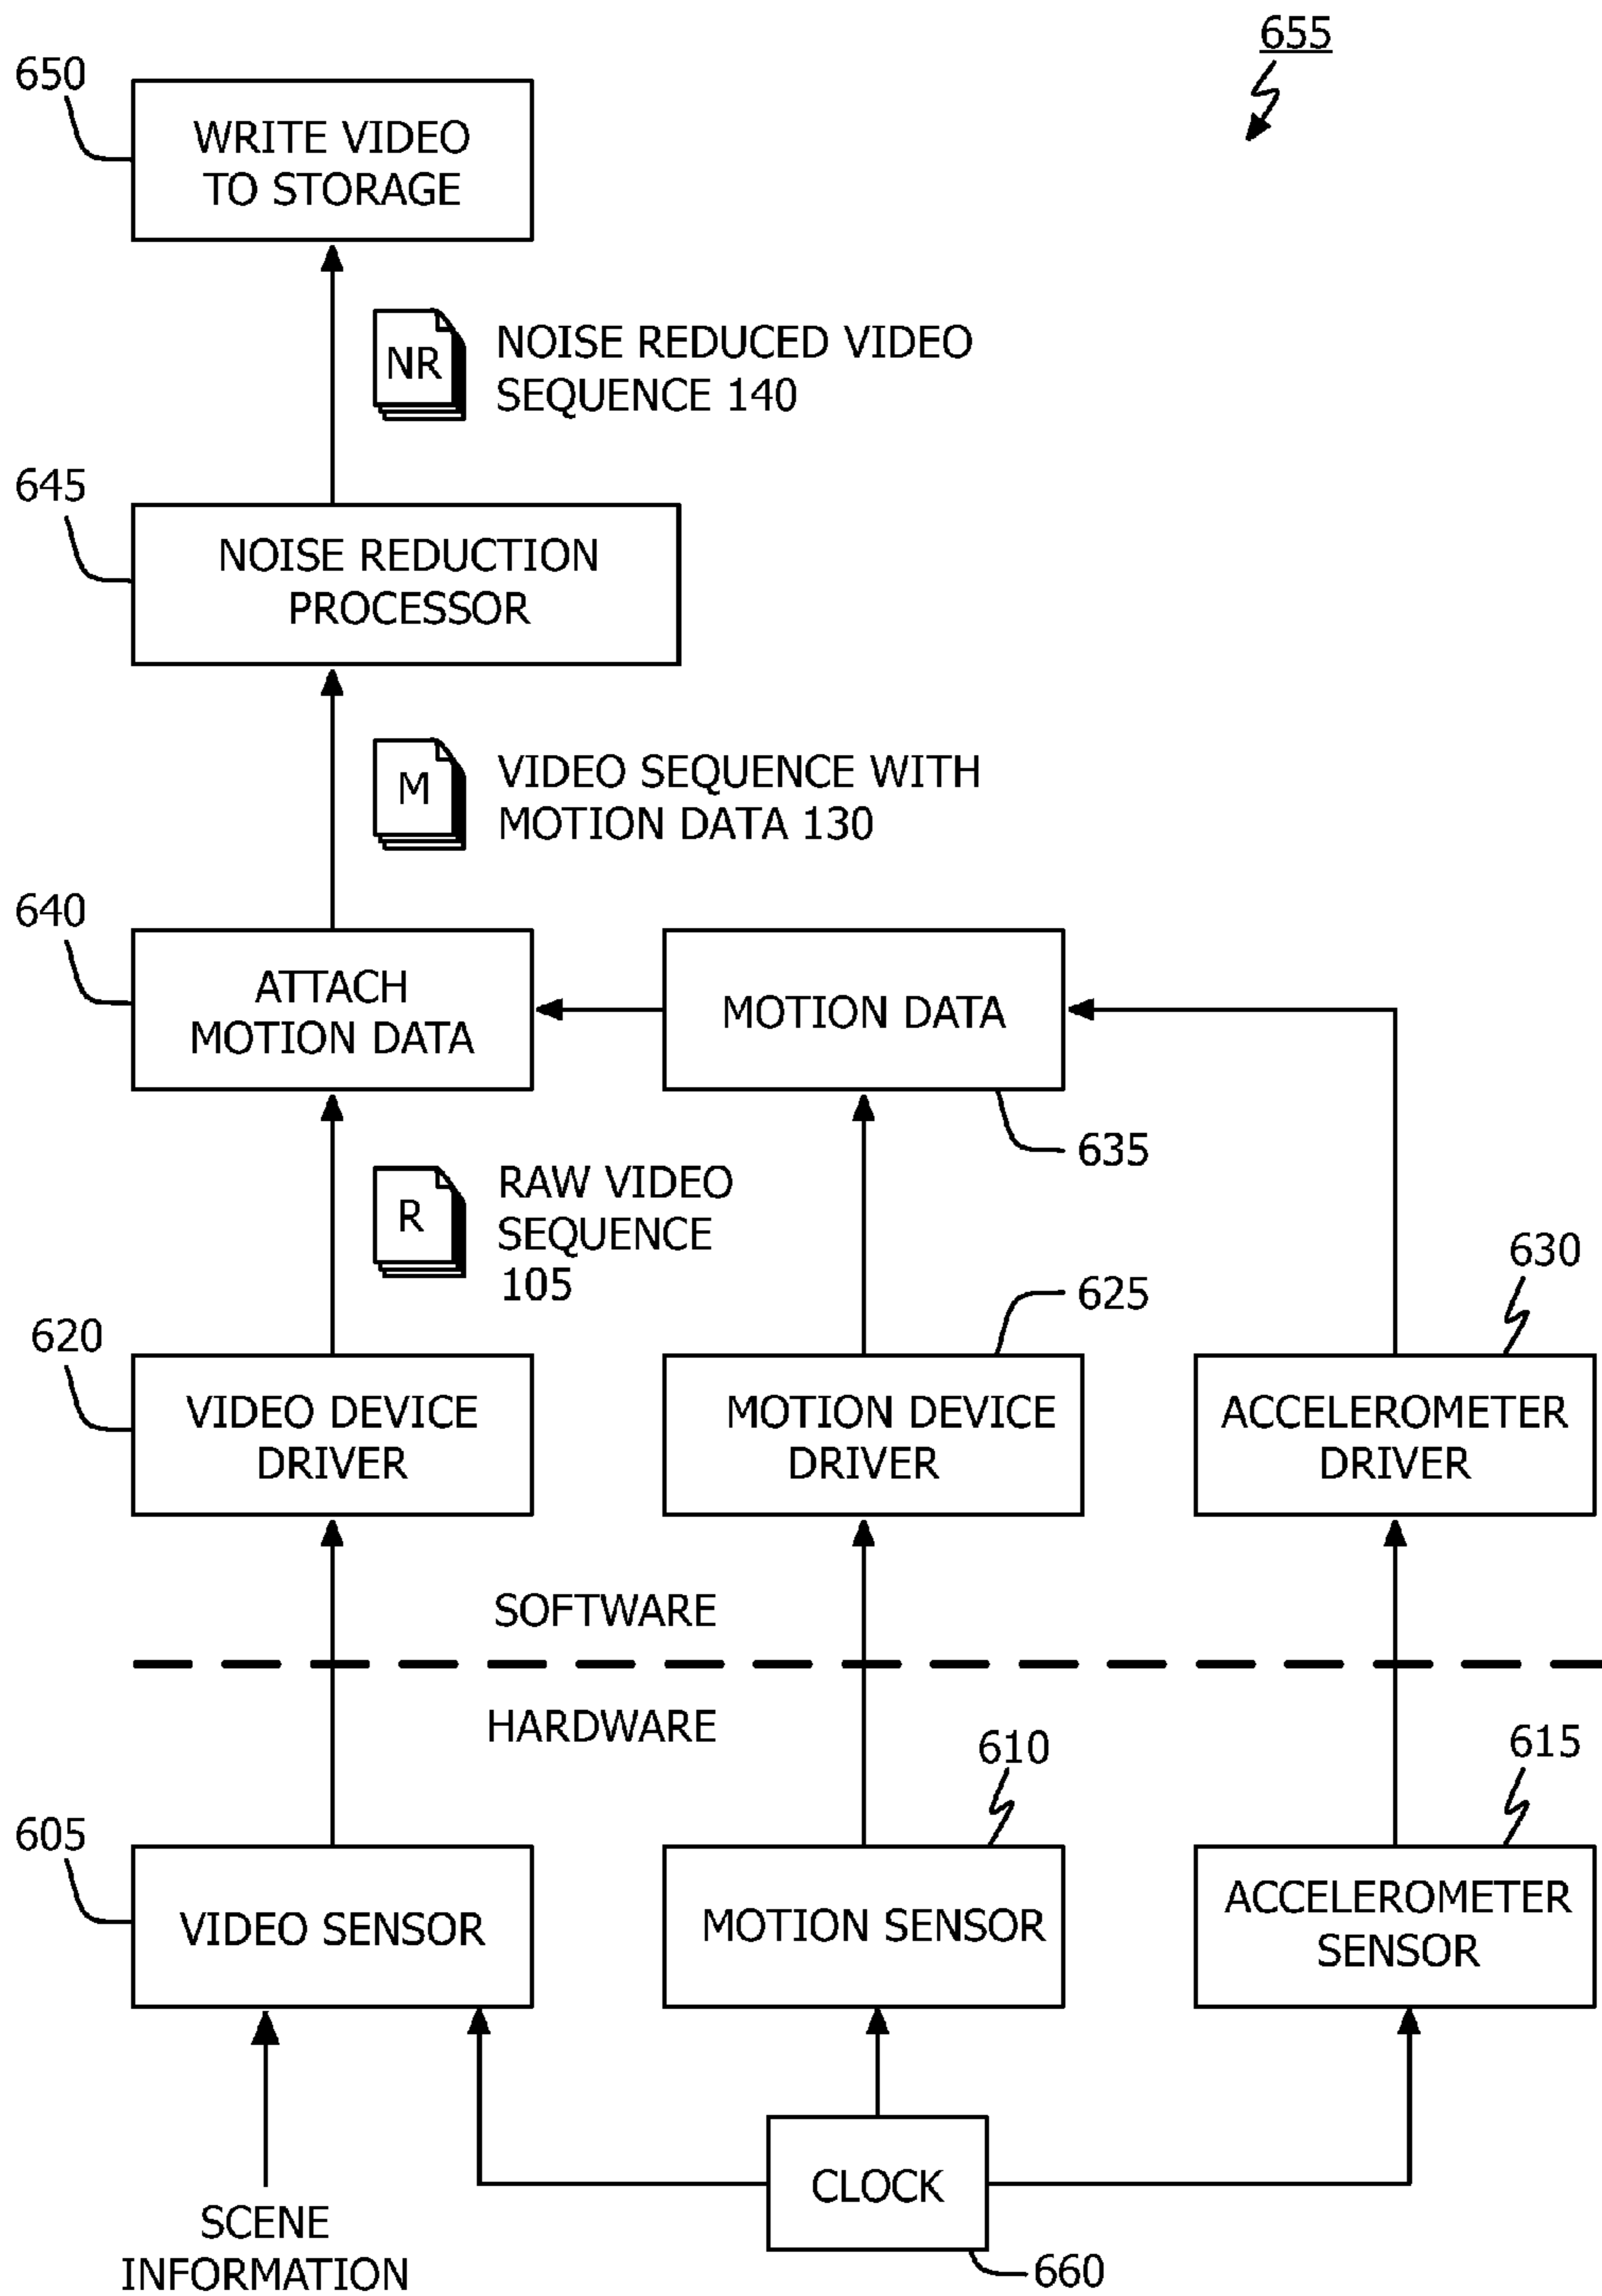 655
650
WRITE VIDEO
TO STORAGE
NR
NOISE REDUCED VIDEO
SEQUENCE 140
645
NOISE REDUCTION
PROCESSOR
M
VIDEO SEQUENCE WITH
MOTION DATA 130
640
ATTACH
MOTION DATA
MOTION DATA
635
R
RAW VIDEO
SEQUENCE
105
630
625
620
VIDEO DEVICE
DRIVER
MOTION DEVICE
DRIVER
ACCELEROMETER
DRIVER
SOFTWARE
HARDWARE
610
615
605
VIDEO SENSOR
MOTION SENSOR
ACCELEROMETER
SENSOR
CLOCK
SCENE
INFORMATION
660